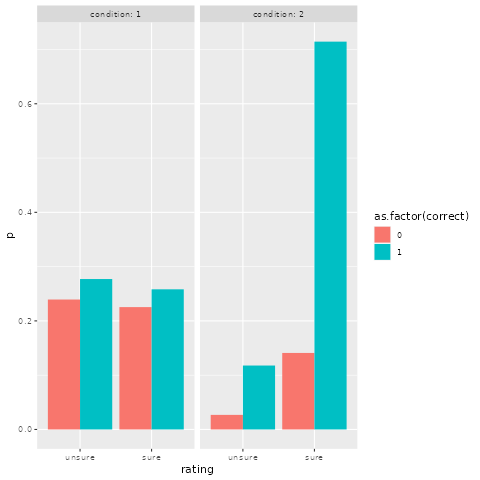 condition: 1
condition: 2
0.6
0.4
0.2
0.0
p
unsure
sure
unsure
sure
rating
as.factor(correct)
0
1